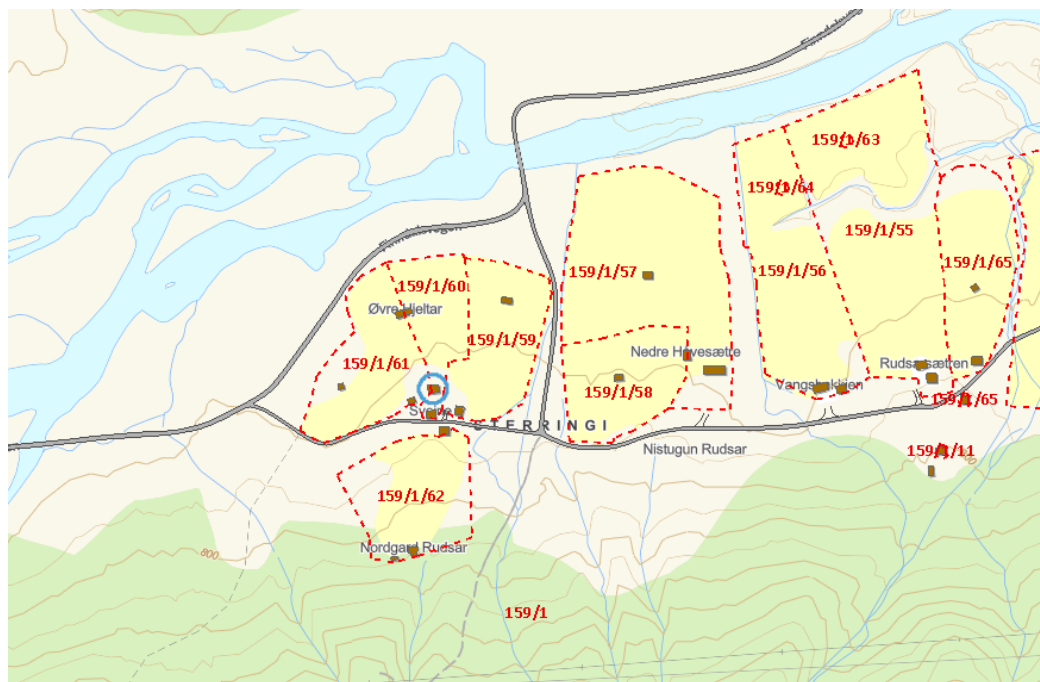 159/1/63
159/1/64
159/1/57
159/1/55
159/1/60
159/1/56
159/1/65
Øvre Hjeltar
159/1/59
Nedre Høvesætre
159/1/61
Rudsarsætren
159/1/58
Vangsbakkjen
159/1/65
STERRINGI
Nistugun Rudsar
159/1/11
159/1/62
Nordgard Rudsar
800
159/1